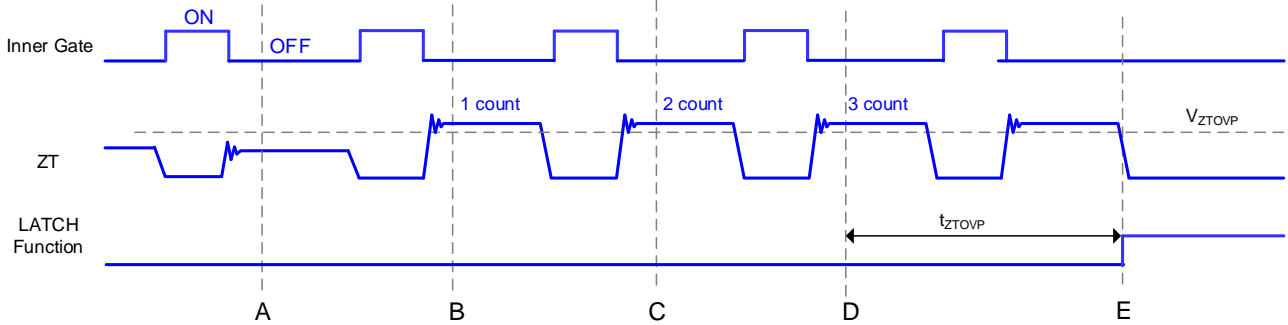 ON
Inner Gate
OFF
1 count
2 count
3 count
VZTOVP
ZT
LATCH
Function
tZTOVP
A
B
C
D
E